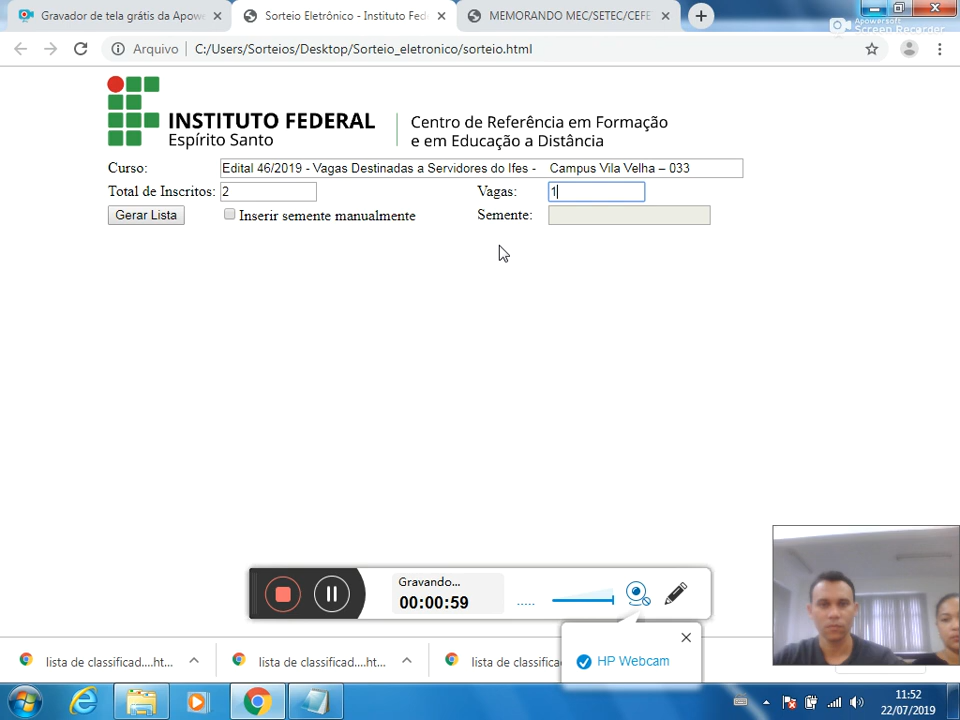 Gravador de tela grátis da Apowe
Sorteio Eletrônico - Instituto Fed
MEMORANDO MEC/SETEC/CEFE
Apowersoft
Screen Recorder
Arquivo
C:/Users/Sorteios/Desktop/Sorteio_eletronico/sorteio.html
INSTITUTO FEDERAL
Espírito Santo
Centro de Referência em Formação
e em Educação a Distância
Curso:
Edital 46/2019 - Vagas Destinadas a Servidores do Ifes - Campus Vila Velha – 033
Total de Inscritos:
2
Vagas:
1
Gerar Lista
Inserir semente manualmente
Semente:
Gravando...
00:00:59
.....
HP Webcam
lista de classificad....ht...
lista de classificad....ht...
lista de classifica
11:52
22/07/2019